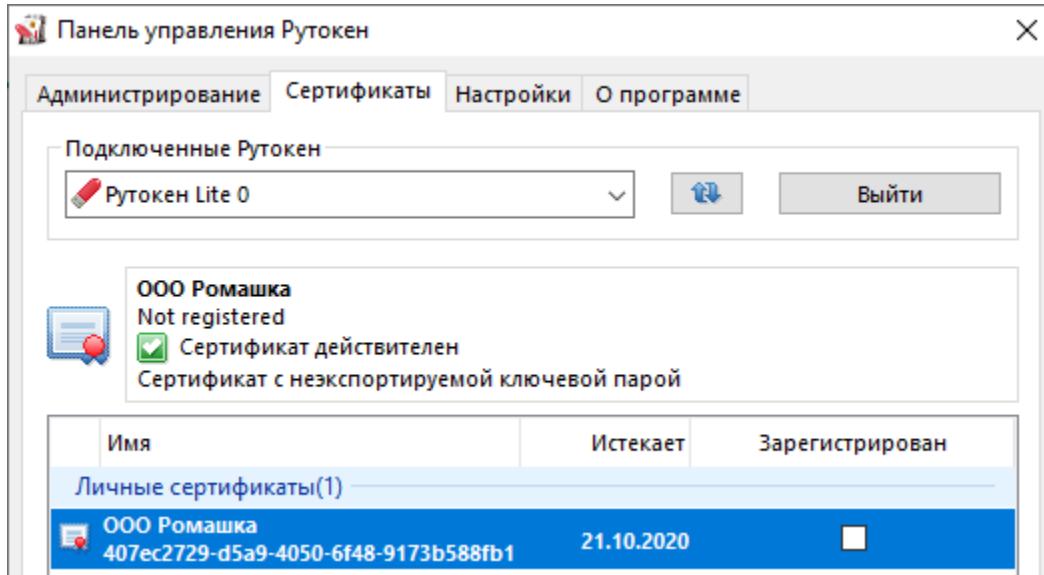 Панель управления Рутокен
Администрирование Сертификаты Настройки О программе
Подключенные Рутокен
Рутокен Lite 0 Выйти
ООО Ромашка
Not registered
Сертификат действителен
Сертификат с неэкспортируемой ключевой парой
Имя Истекает Зарегистрирован
Личные сертификаты(1)
ООО Ромашка
407ec2729-d5a9-4050-6f48-9173b588fb1 21.10.2020